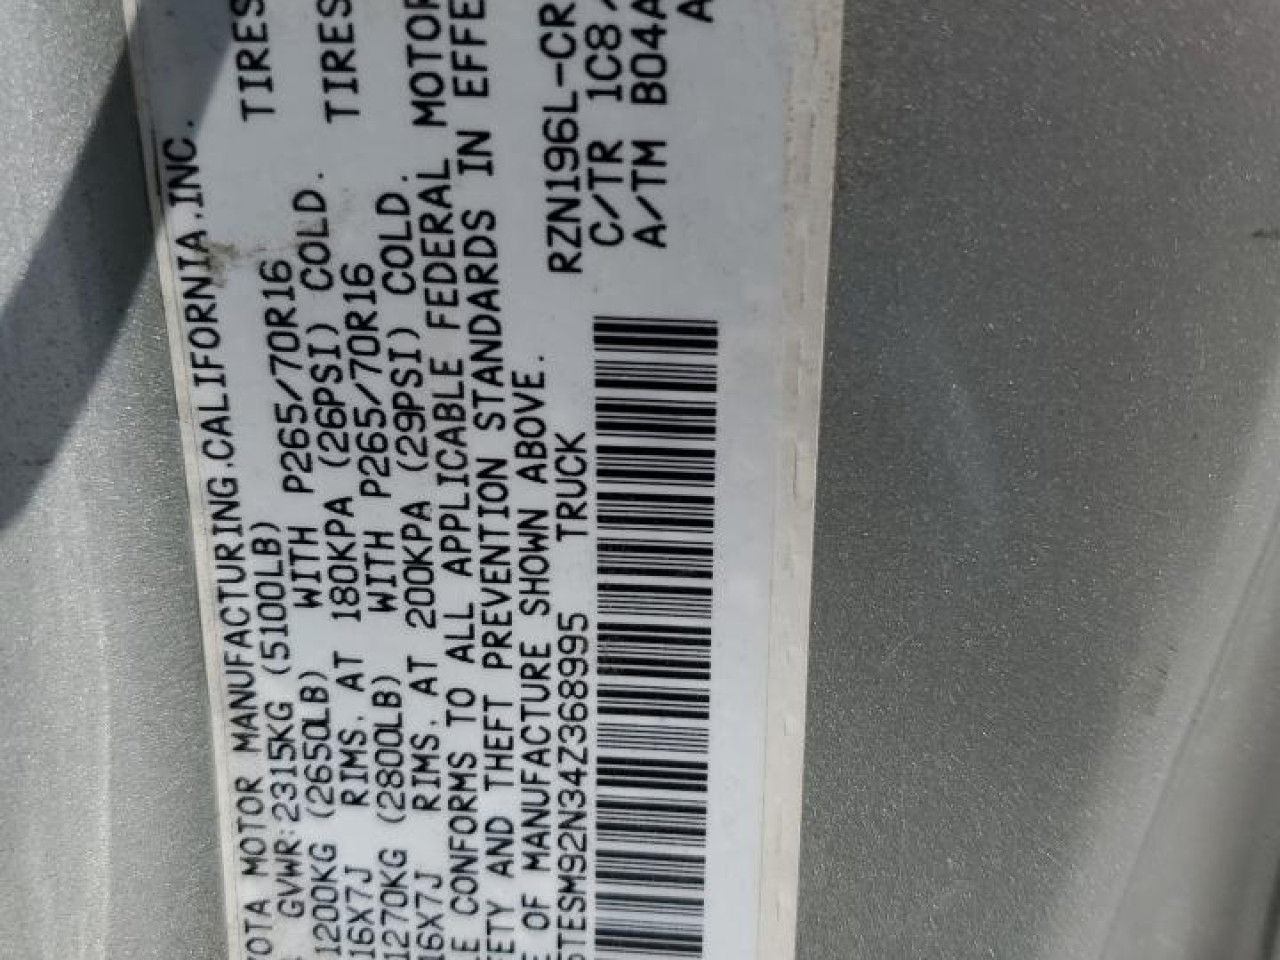 YOTA MOTOR MANUFACTURING.CALIFORNIA.INC.
GVWR:2315KG (5100LB)
1200KG (2650LB) WITH P265/70R16 TIRES
16X7J RIMS. AT 180KPA (26PSI) COLD.
1270KG (2800LB) WITH P265/70R16 TIRES
16X7J RIMS. AT 200KPA (29PSI) COLD.
LE CONFORMS TO ALL APPLICABLE FEDERAL MOTOR
FETY AND THEFT PREVENTION STANDARDS IN EFFE
E OF MANUFACTURE SHOWN ABOVE.
5TESM92N34Z368995 TRUCK
RZN196L-CR
C/TR 1C8
A/TM B04A